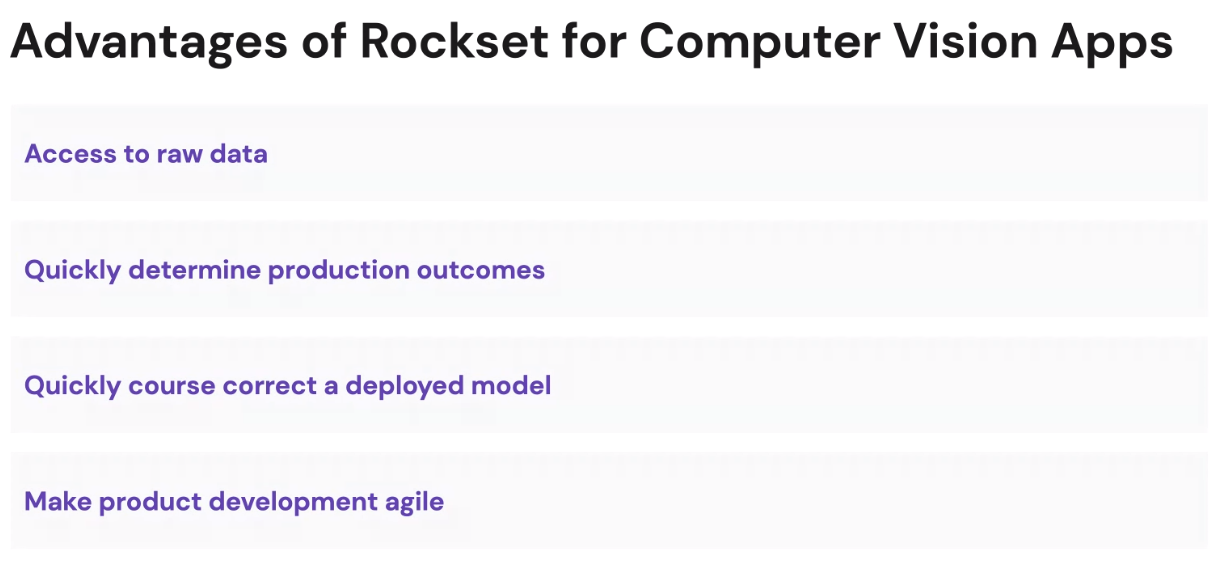 Advantages of Rockset for Computer Vision Apps
Access to raw data
Quickly determine production outcomes
Quickly course correct a deployed model
Make product development agile